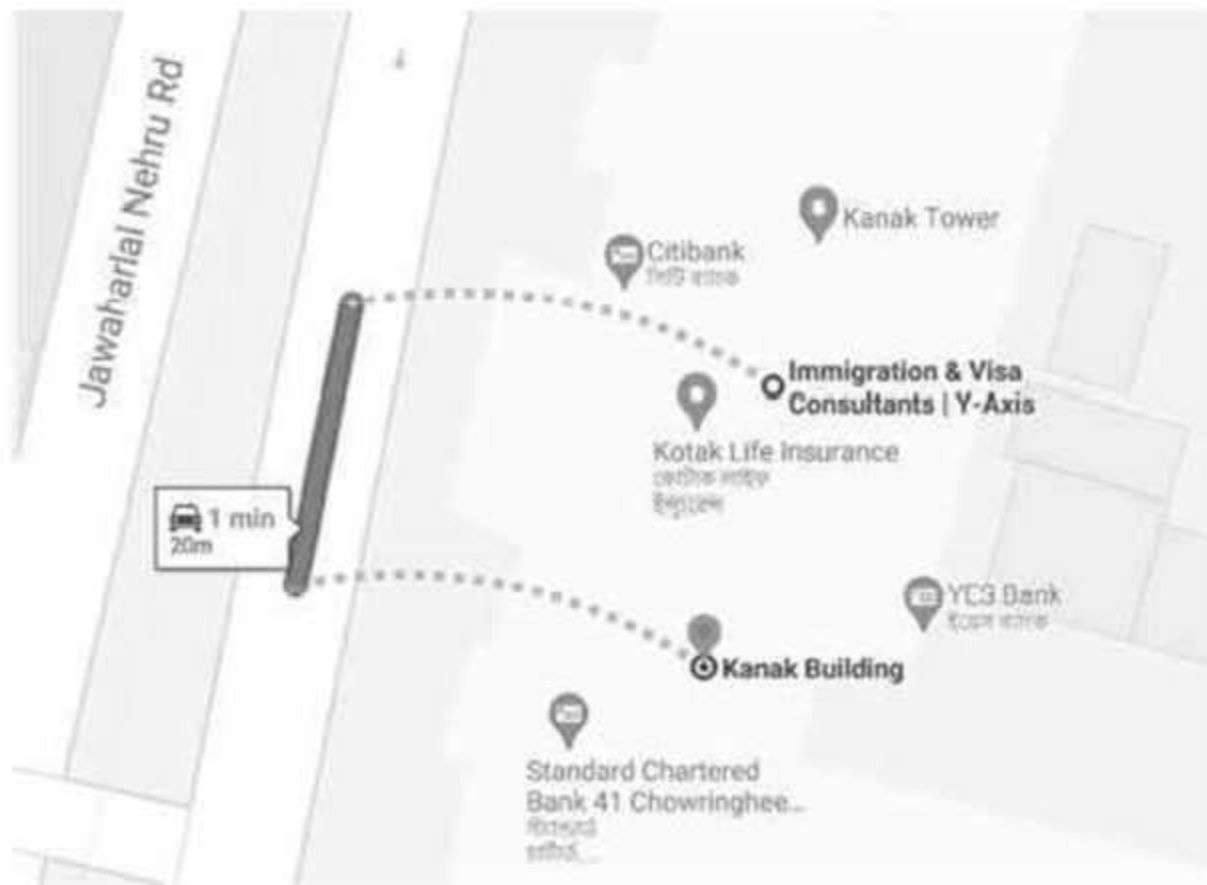 Jawaharlal Nehru Rd
Kanak Tower
Citibank
সিটি ব্যাংক
Immigration & Visa
Consultants | Y-Axis
Kotak Life Insurance
1 min
20m
Bank
Kanak Building
Standard Chartered
Bank 41 Chowringhee...